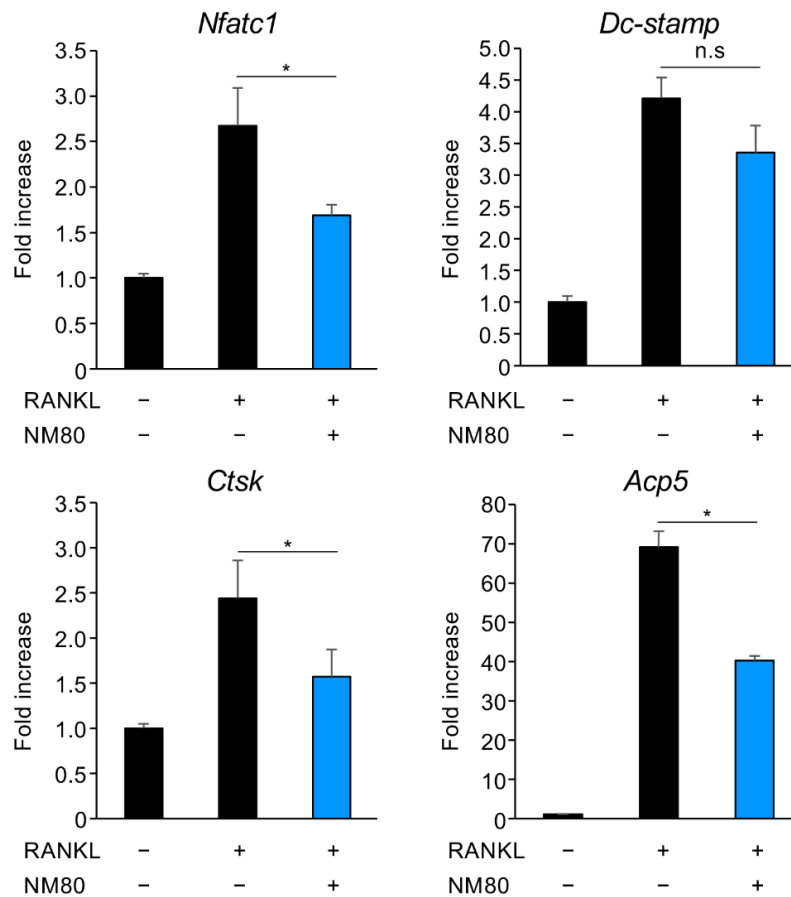 Nfatc1
Fold increase
3.5
3.0
2.5
2.0
1.5
1.0
0.5
0
*
RANKL − + +
NM80 − − +
Dc-stamp
Fold increase
5.0
4.5
4.0
3.5
3.0
2.5
2.0
1.5
1.0
0.5
0
n.s
RANKL − + +
NM80 − − +
Ctsk
Fold increase
3.5
3.0
2.5
2.0
1.5
1.0
0.5
0
*
RANKL − + +
NM80 − − +
Acp5
Fold increase
80
70
60
50
40
30
20
10
0
*
RANKL − + +
NM80 − − +